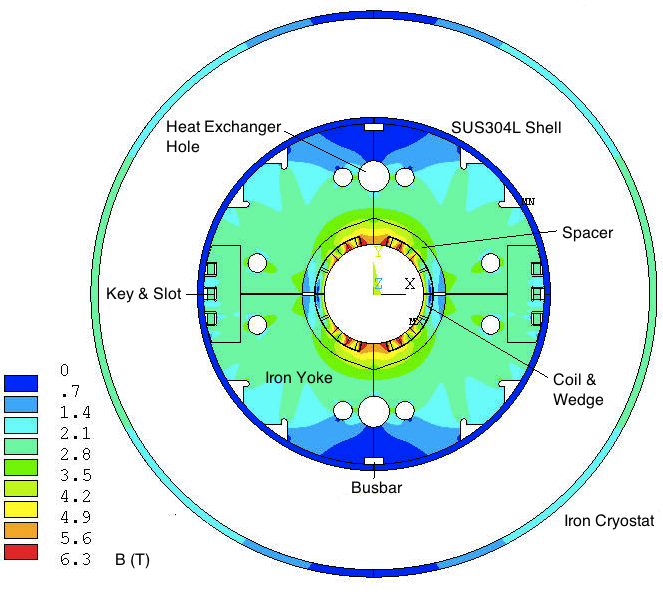 Heat Exchanger
Hole
SUS304L Shell
MN
Spacer
Y
Z
X
Key & Slot
MX
Iron Yoke
Coil &
Wedge
0
.7
1.4
2.1
2.8
3.5
4.2
4.9
5.6
6.3
B (T)
Busbar
Iron Cryostat